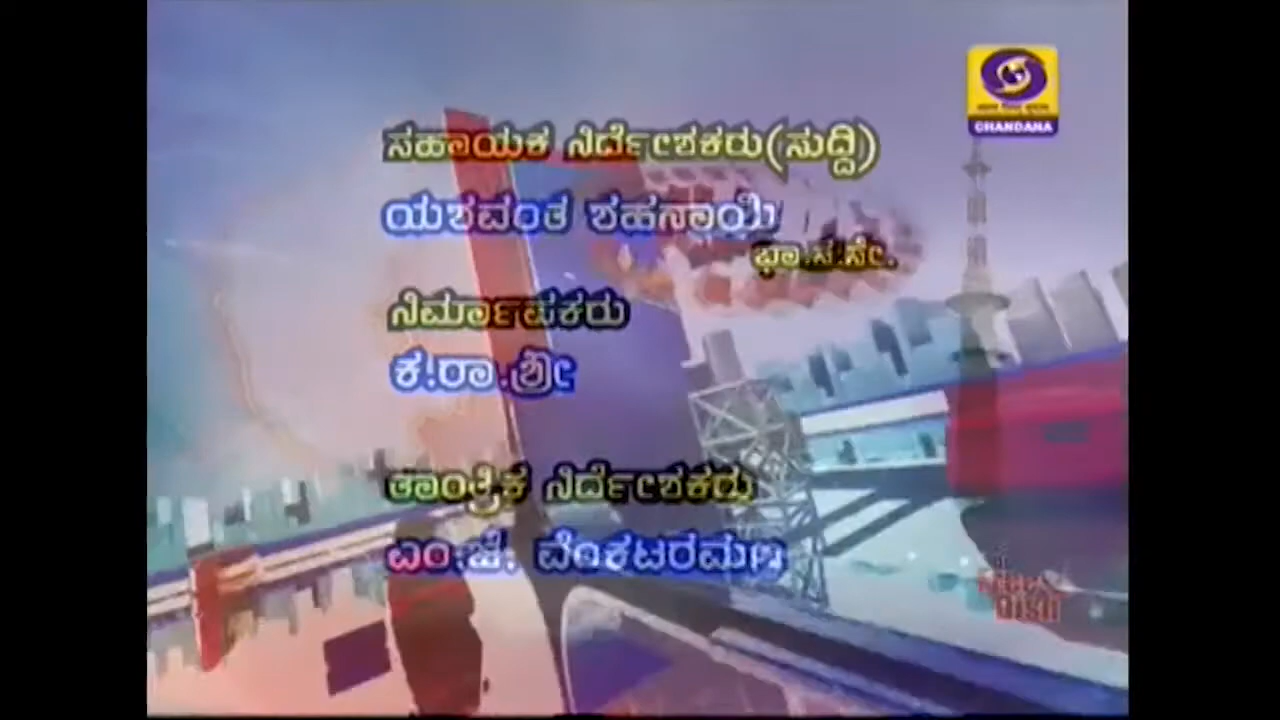 CHANDANA
ಸಹಾಯಕ ನಿರ್ದೇಶಕರು(ಸುದ್ದಿ)
ಯಶವಂತ ಶಹನಾಯಿ
ಭಾ.ಸ.ಸೇ.
ನಿರ್ಮಾಪಕರು
ಕ.ರಾ.ಶ್ರೀ
ತಾಂತ್ರಿಕ ನಿರ್ದೇಶಕರು
ಎಂ.ಜೆ. ವೆಂಕಟರಮಣ